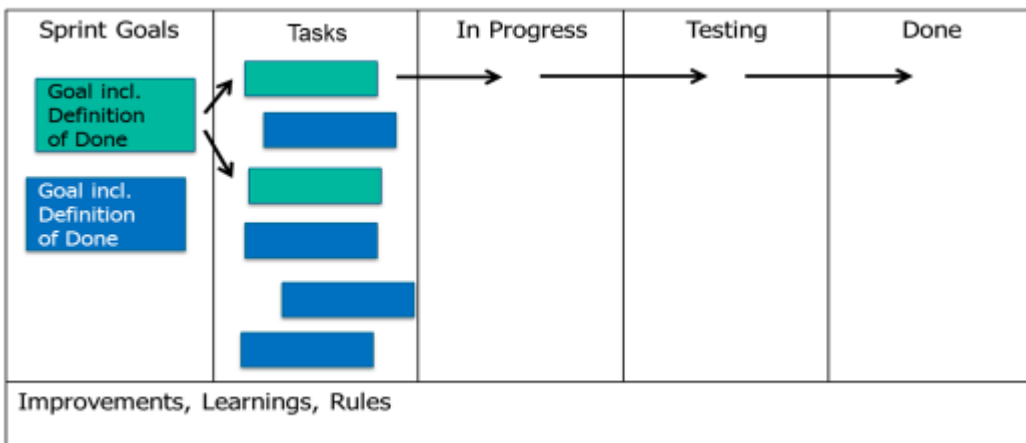 Sprint Goals
Tasks
In Progress
Testing
Done
Goal incl.
Definition
of Done
Goal incl.
Definition
of Done
Improvements, Learnings, Rules